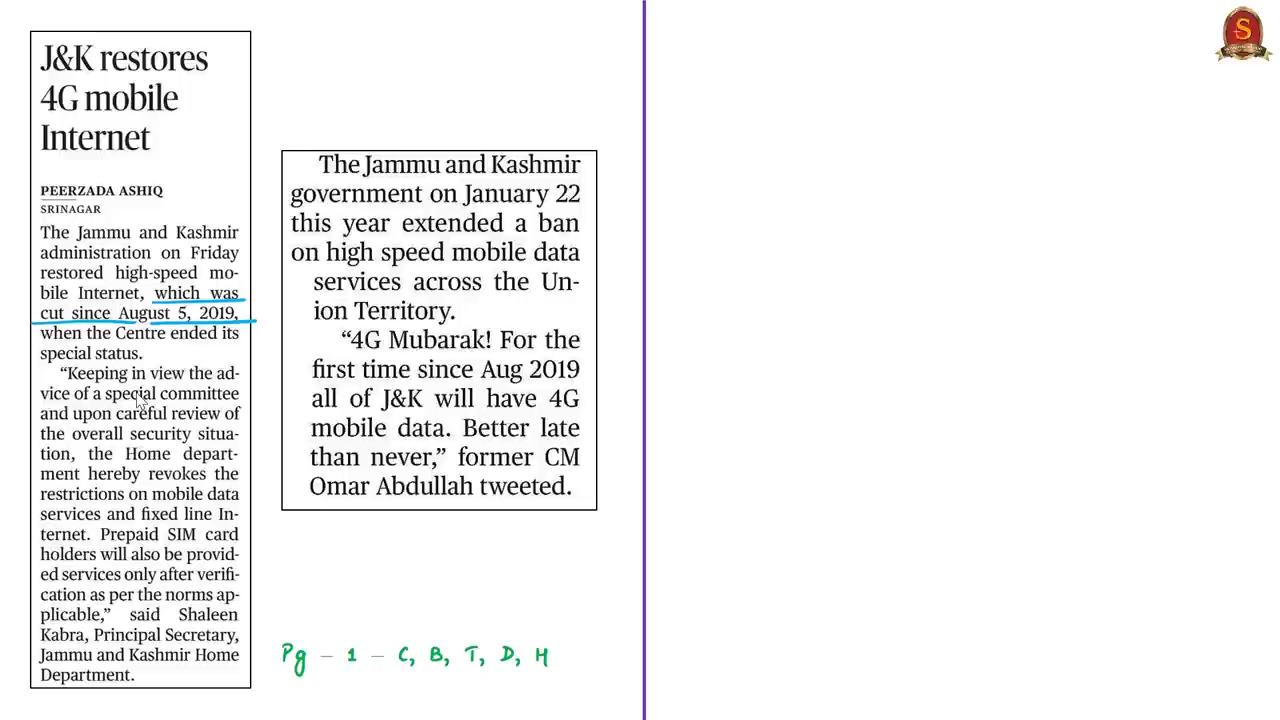 J&K restores
4G mobile
Internet
PEERZADA ASHIQ
SRINAGAR
The Jammu and Kashmir
administration on Friday
restored high-speed mo-
bile Internet, which was
cut since August 5, 2019,
when the Centre ended its
special status.
“Keeping in view the ad-
vice of a special committee
and upon careful review of
the overall security situa-
tion, the Home depart-
ment hereby revokes the
restrictions on mobile data
services and fixed line In-
ternet. Prepaid SIM card
holders will also be provid-
ed services only after verifi-
cation as per the norms ap-
plicable,” said Shaleen
Kabra, Principal Secretary,
Jammu and Kashmir Home
Department.
The Jammu and Kashmir
government on January 22
this year extended a ban
on high speed mobile data
services across the Un-
ion Territory.
“4G Mubarak! For the
first time since Aug 2019
all of J&K will have 4G
mobile data. Better late
than never,” former CM
Omar Abdullah tweeted.
Pg – 1 – C, B, T, D, H
S